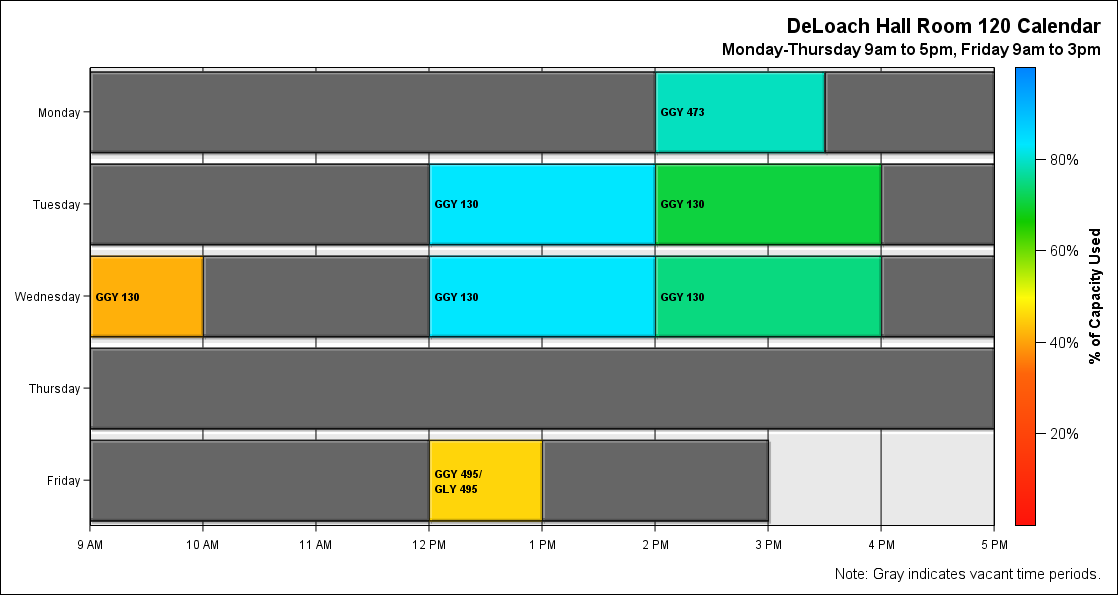 DeLoach Hall Room 120 Calendar
Monday-Thursday 9am to 5pm, Friday 9am to 3pm
Monday
GGY 473
Tuesday
GGY 130
GGY 130
Wednesday
GGY 130
GGY 130
GGY 130
Thursday
Friday
GGY 495/
GLY 495
9 AM
10 AM
11 AM
12 PM
1 PM
2 PM
3 PM
4 PM
5 PM
80%
60%
40%
20%
% of Capacity Used
Note: Gray indicates vacant time periods.